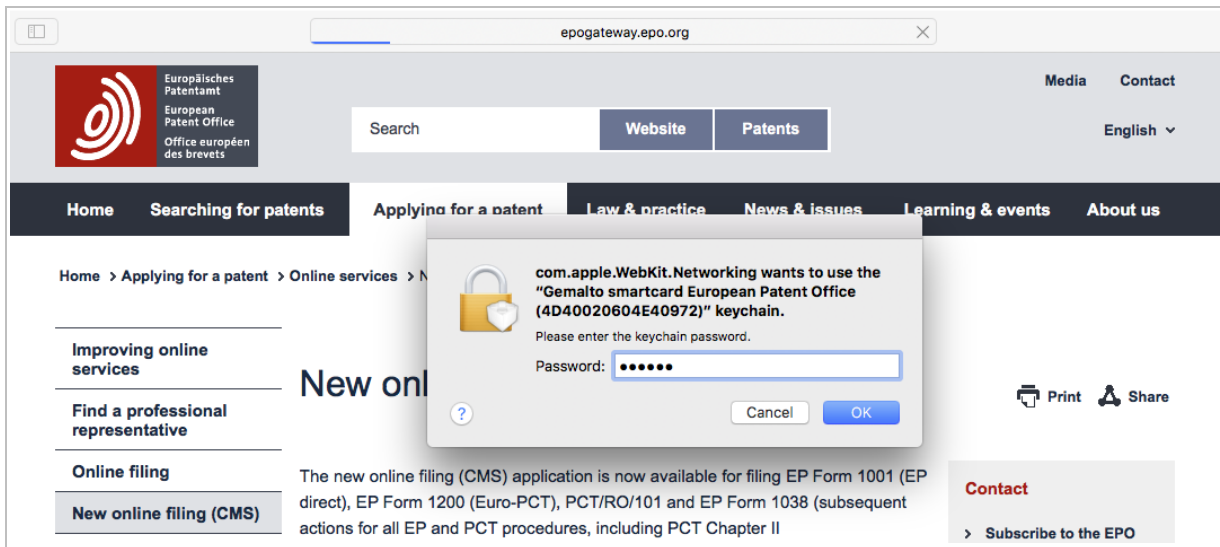 epogateway.epo.org
Europäisches
Patentamt
European
Patent Office
Office européen
des brevets
Media Contact
Search Website Patents
English
Home Searching for patents Applying for a patent Law & practice News & issues Learning & events About us
Home > Applying for a patent > Online services > N
com.apple.WebKit.Networking wants to use the
"Gemalto smartcard European Patent Office
(4D40020604E40972)" keychain.
Please enter the keychain password.
Password: ••••••
? Cancel OK
Improving online
services
Find a professional
representative
Online filing
New online filing (CMS)
New onl
Print Share
The new online filing (CMS) application is now available for filing EP Form 1001 (EP
direct), EP Form 1200 (Euro-PCT), PCT/RO/101 and EP Form 1038 (subsequent
actions for all EP and PCT procedures, including PCT Chapter II
Contact
> Subscribe to the EPO